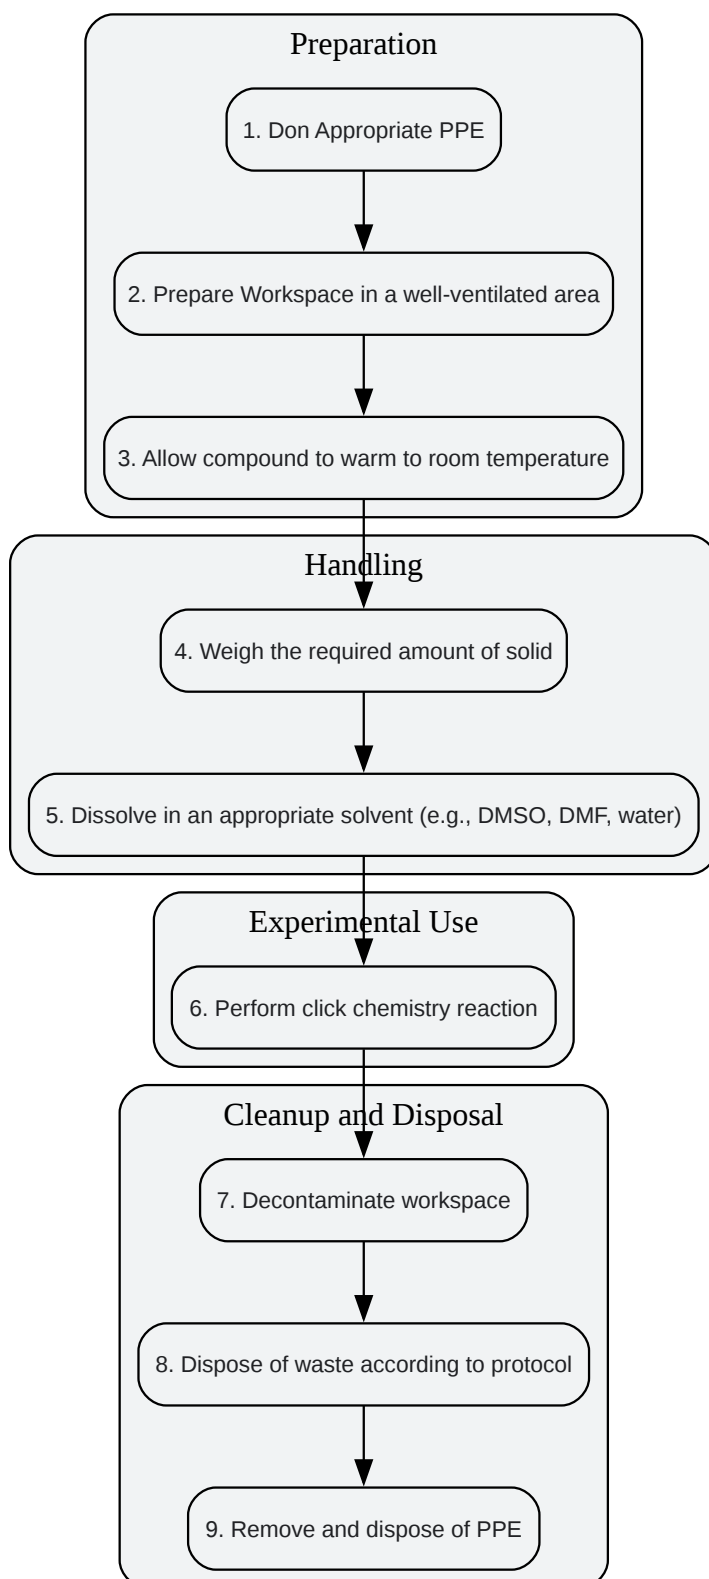 Preparation
1. Don Appropriate PPE
2. Prepare Workspace in a well-ventilated area
3. Allow compound to warm to room temperature
Handling
4. Weigh the required amount of solid
5. Dissolve in an appropriate solvent (e.g., DMSO, DMF, water)
Experimental Use
6. Perform click chemistry reaction
Cleanup and Disposal
7. Decontaminate workspace
8. Dispose of waste according to protocol
9. Remove and dispose of PPE